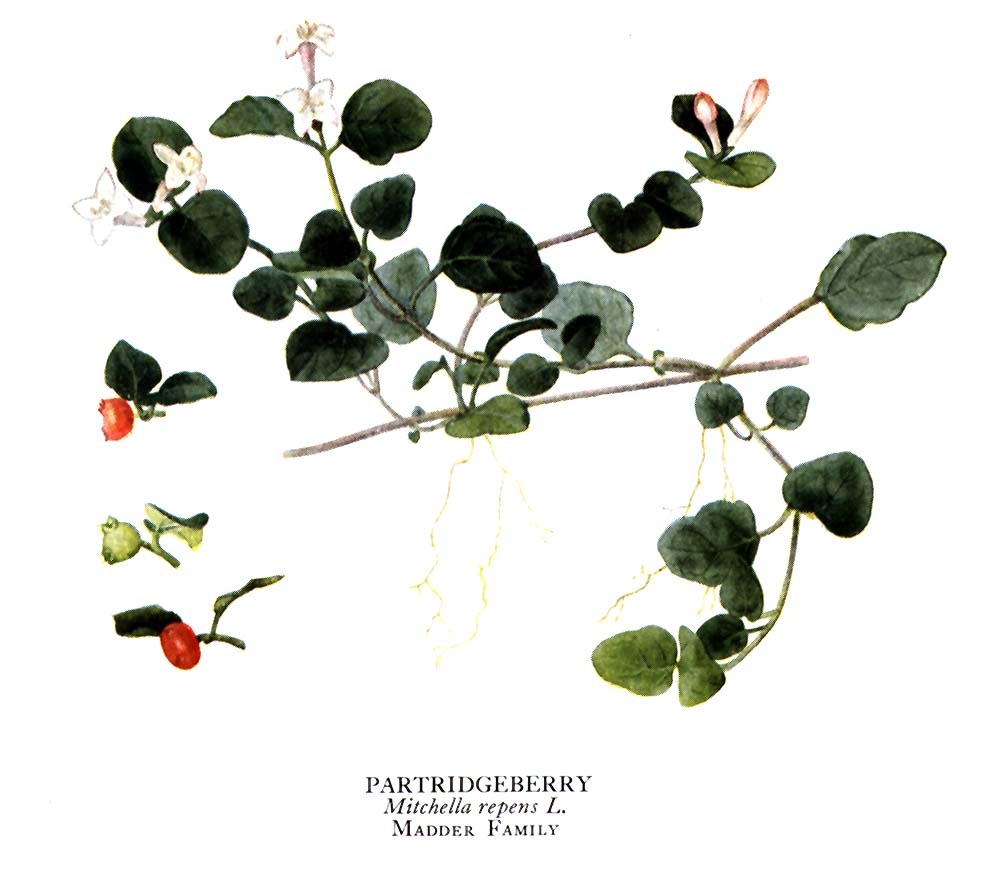 PARTRIDGEBERRY
Mitchella repens L.
MADDER FAMILY